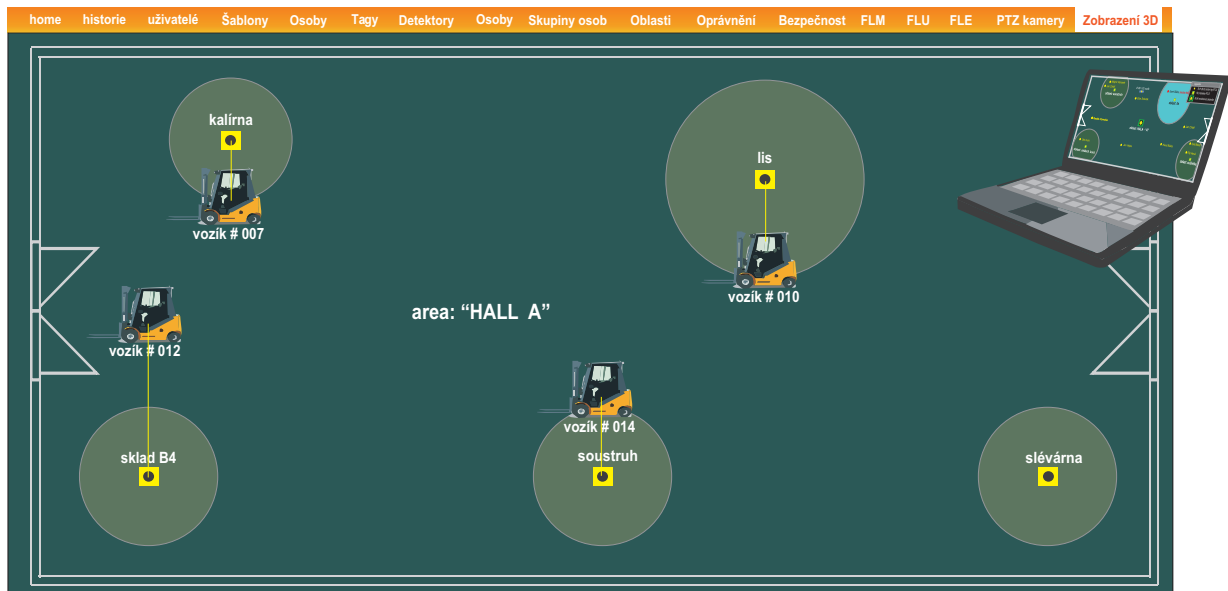 home historie uživatelé Šablony Osoby Tagy Detektory Osoby Skupiny osob Oblasti Oprávnění Bezpečnost FLM FLU FLE PTZ kamery Zobrazení 3D
kalírna
vozík # 007
lis
vozík # 010
area: “HALL A”
vozík # 012
vozík # 014
sklad B4
soustruh
slévárna